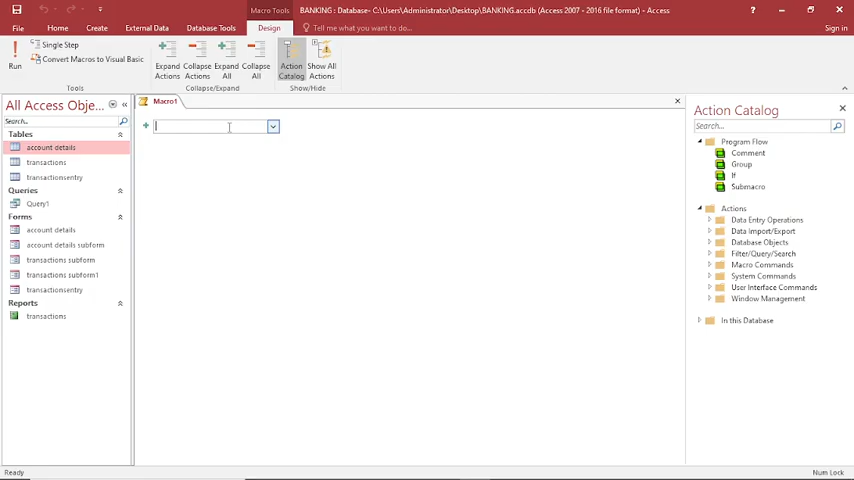 Macro Tools
BANKING : Database- C:\Users\Administrator\Desktop\BANKING.accdb (Access 2007 - 2016 file format) - Access
?
File
Home
Create
External Data
Database Tools
Design
Tell me what you want to do...
Sign in
Run
Single Step
Convert Macros to Visual Basic
Tools
Expand Actions
Collapse Actions
Expand All
Collapse All
Collapse/Expand
Action Catalog
Show All Actions
Show/Hide
All Access Obje...
Search...
Tables
account details
transactions
transactionsentry
Queries
Query1
Forms
account details
account details subform
transactions subform
transactions subform1
transactionsentry
Reports
transactions
Macro1
Action Catalog
Search...
Program Flow
Comment
Group
If
Submacro
Actions
Data Entry Operations
Data Import/Export
Database Objects
Filter/Query/Search
Macro Commands
System Commands
User Interface Commands
Window Management
In this Database
Ready
Num Lock